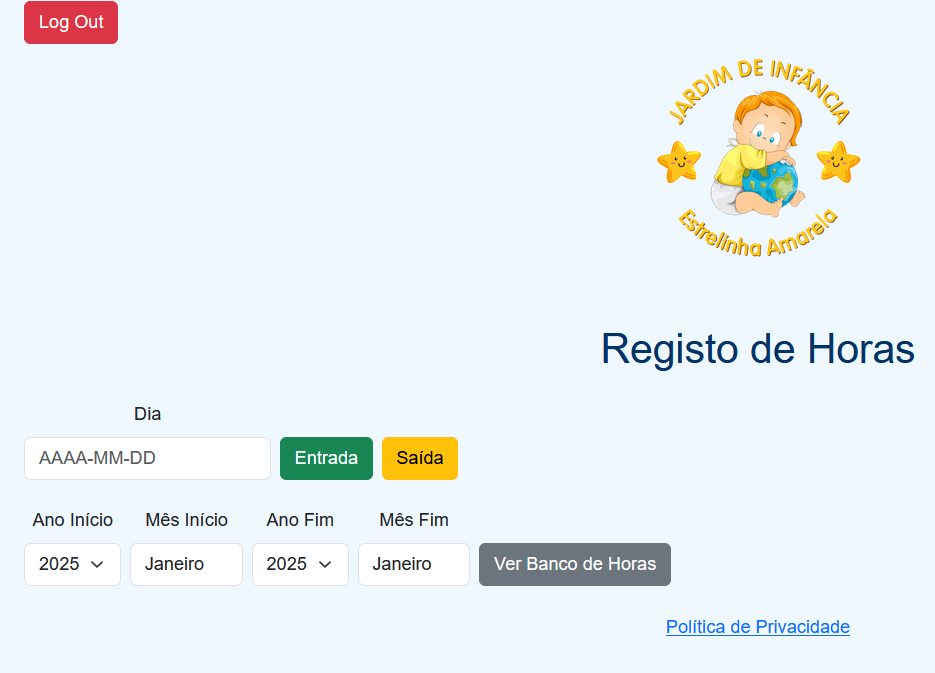 Log Out
JARDIM DE INFÂNCIA
Estrelinha Amarela
Registo de Horas
Dia
AAAA-MM-DD Entrada Saída
Ano Início Mês Início Ano Fim Mês Fim
2025 Janeiro 2025 Janeiro Ver Banco de Horas
Política de Privacidade